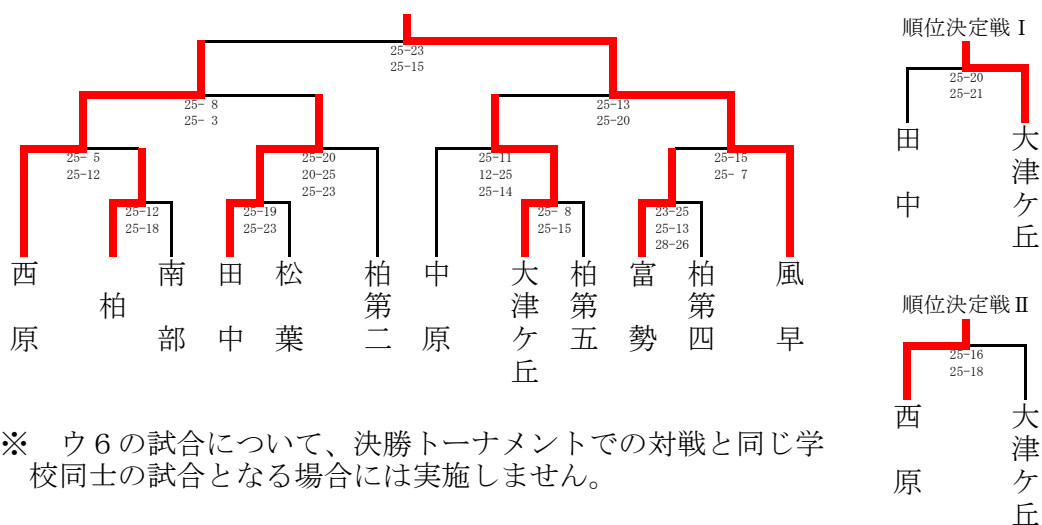 順位決定戦Ⅰ
25-23
25-15
25-20
25-21
25- 8
25- 3
25-13
25-20
田中
大津ケ丘
25- 5
25-12
25-20
20-25
25-23
25-11
12-25
25-14
25-15
25- 7
25-12
25-18
25-19
25-23
25- 8
25-15
23-25
25-13
28-26
西原
柏
南部
田中
松葉
柏第二
中原
大津ケ丘
柏第五
富勢
柏第四
風早
順位決定戦Ⅱ
25-16
25-18
西原
大津ケ丘
※　ウ６の試合について、決勝トーナメントでの対戦と同じ学
校同士の試合となる場合には実施しません。